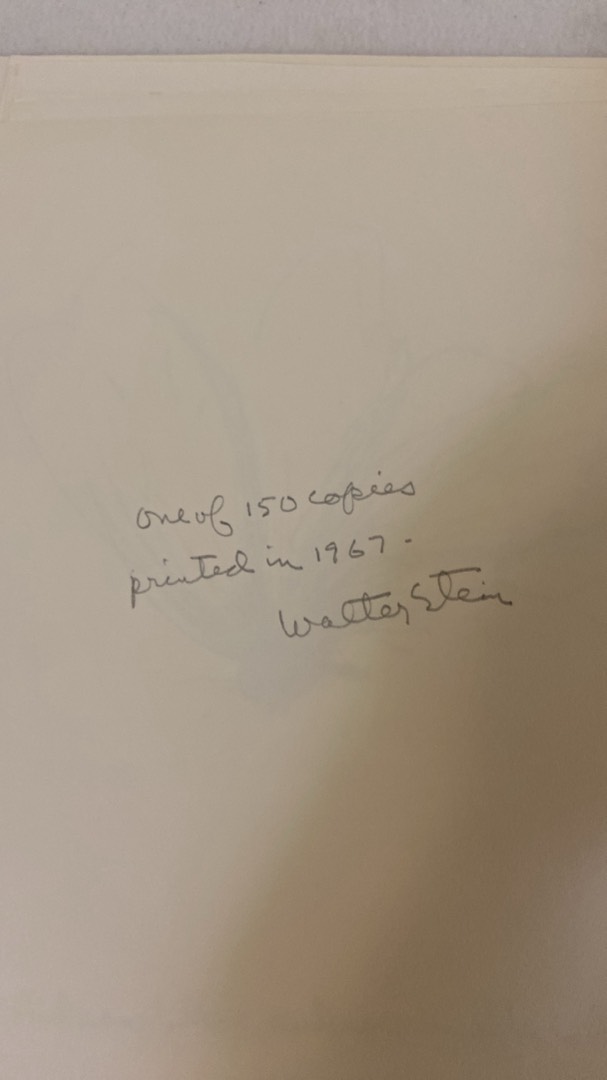 one of 150 copies
printed in 1967.
Walter Stein